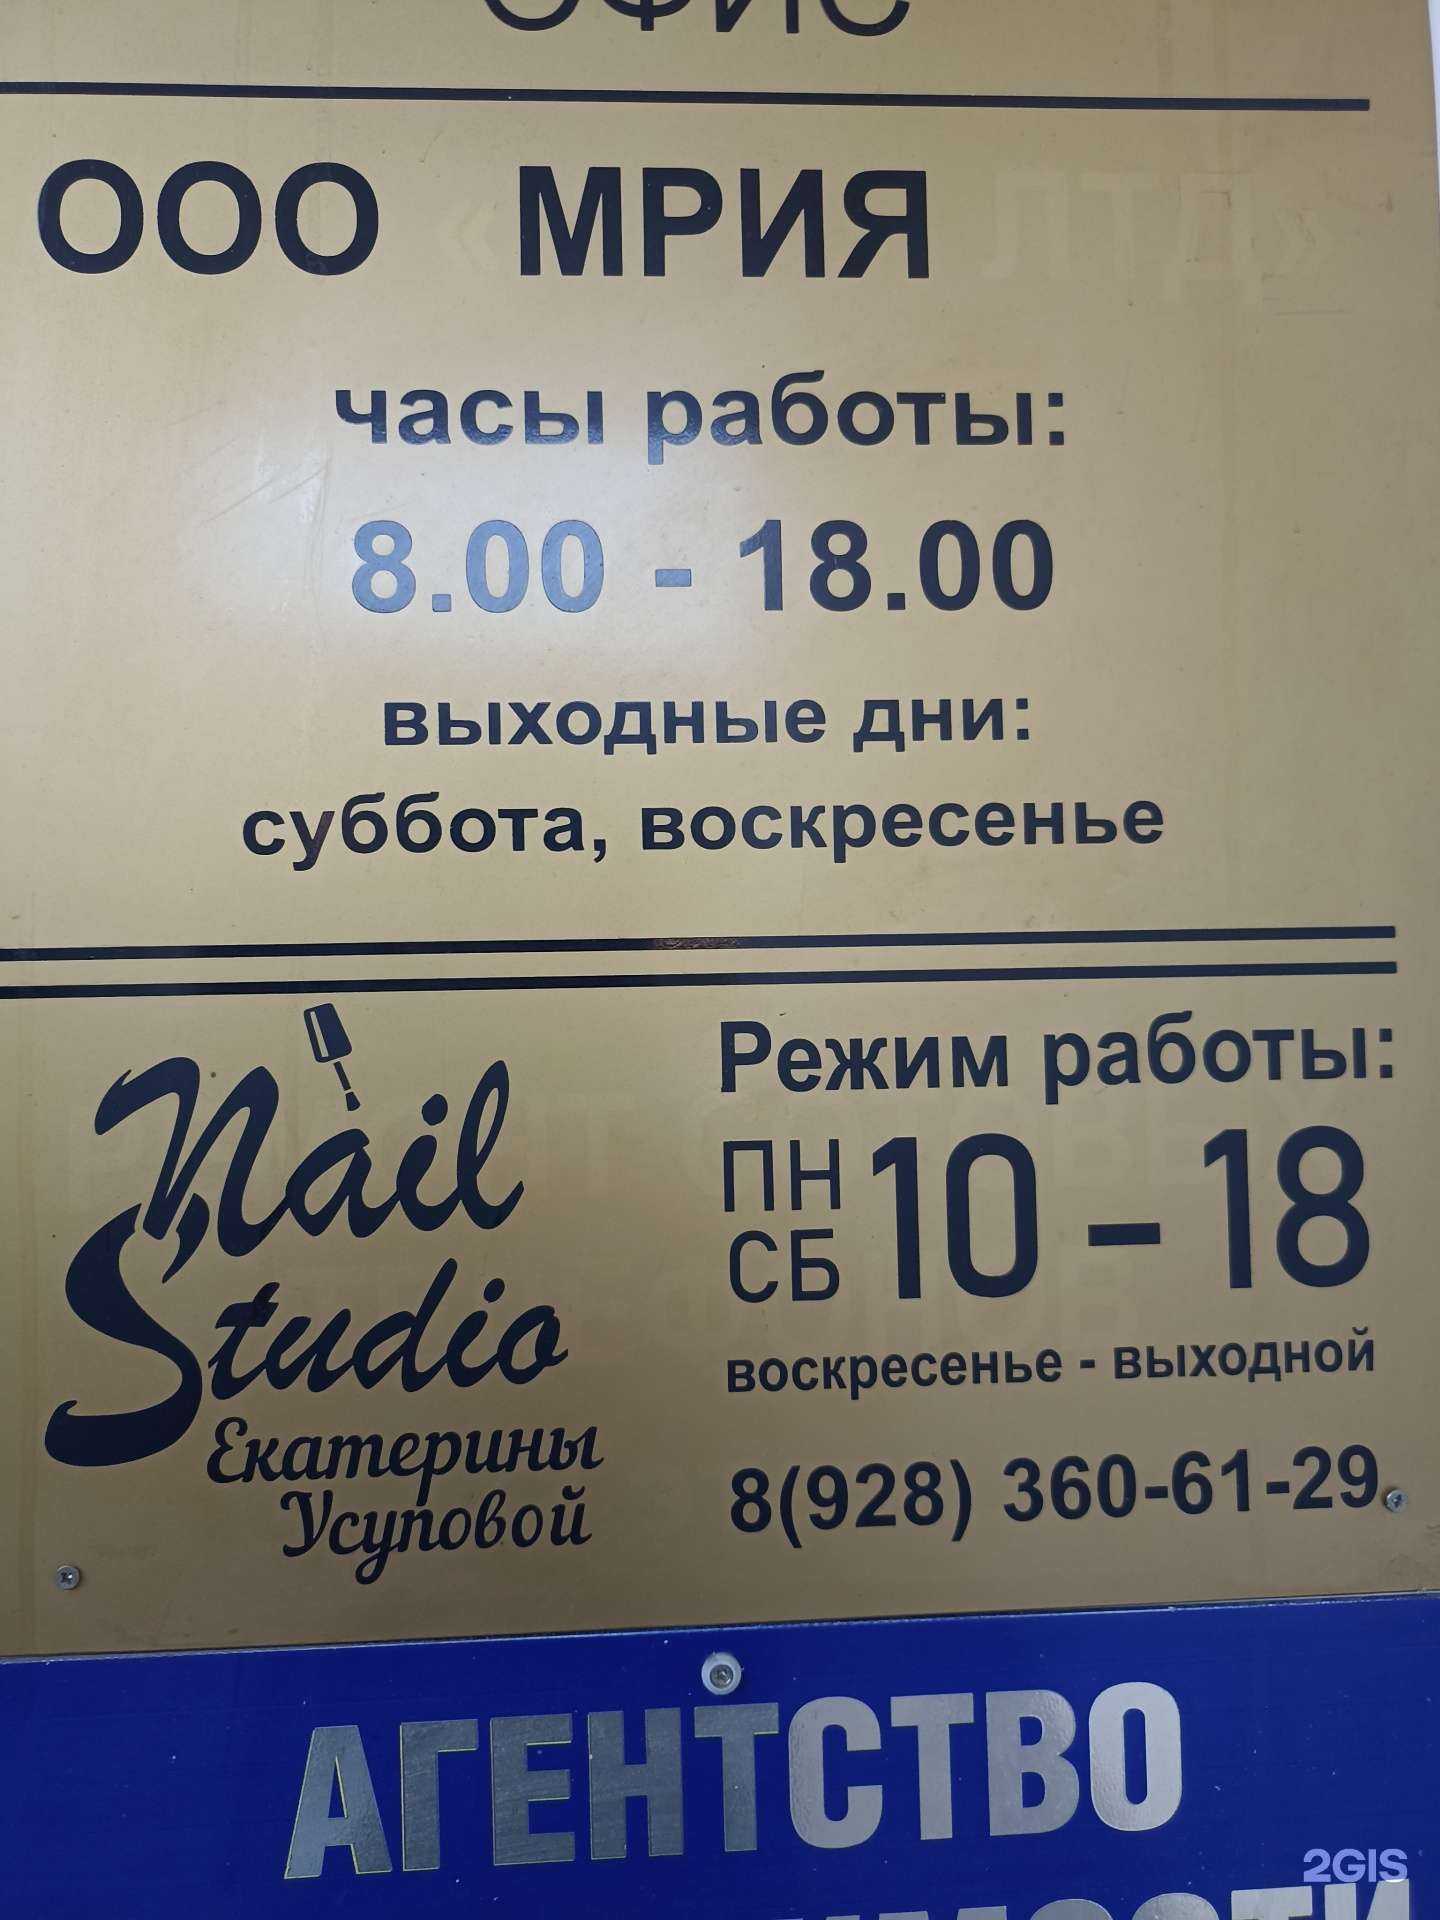 ОФИС
ООО МРИЯ
часы работы:
8.00 - 18.00
выходные дни:
суббота, воскресенье
Nail
Studio
Екатерины
Усуповой
Режим работы:
ПН
СБ
10 - 18
воскресенье - выходной
8(928) 360-61-29
АГЕНТСТВО
2GIS